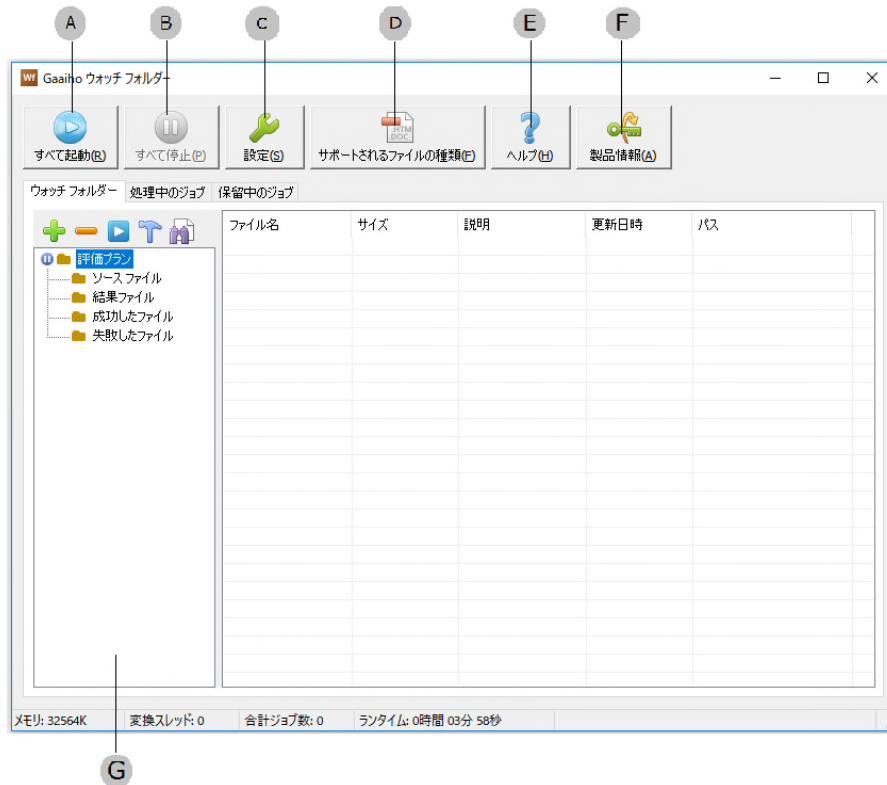 A B C D E F
Wf Gaaiho ウォッチ フォルダー
.HTM
.DOC
すべて起動(R) すべて停止(P) 設定(S) サポートされるファイルの種類(F) ヘルプ(H) 製品情報(A)
ウォッチ フォルダー 処理中のジョブ 保留中のジョブ
ファイル名 サイズ 説明 更新日時 パス
評価プラン
ソース ファイル
結果ファイル
成功したファイル
失敗したファイル
メモリ: 32564K 変換スレッド: 0 合計ジョブ数: 0 ランタイム: 0時間 03分 58秒
G